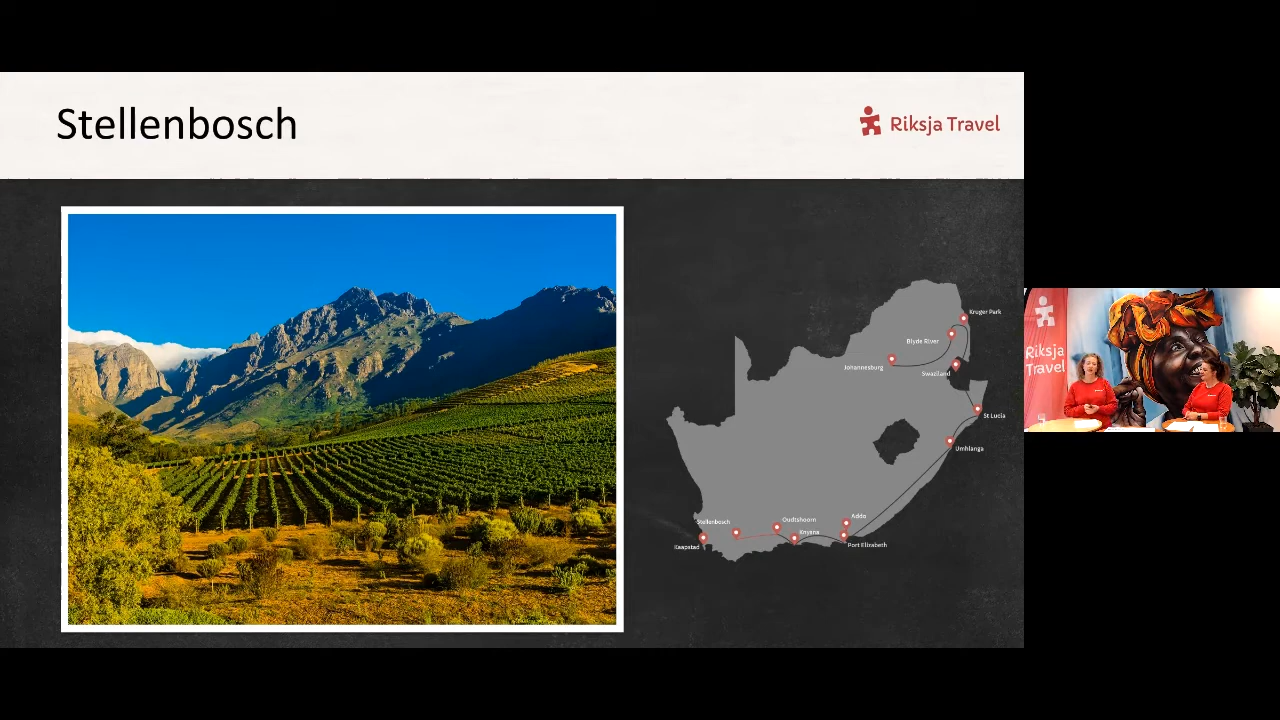 Stellenbosch
Riksja Travel
Kruger Park
Blyde River
Johannesburg
Swaziland
St Lucia
Umhlanga
Stellenbosch
Oudtshoorn
Addo
Knysna
Kaapstad
Port Elizabeth
Riksja
Travel